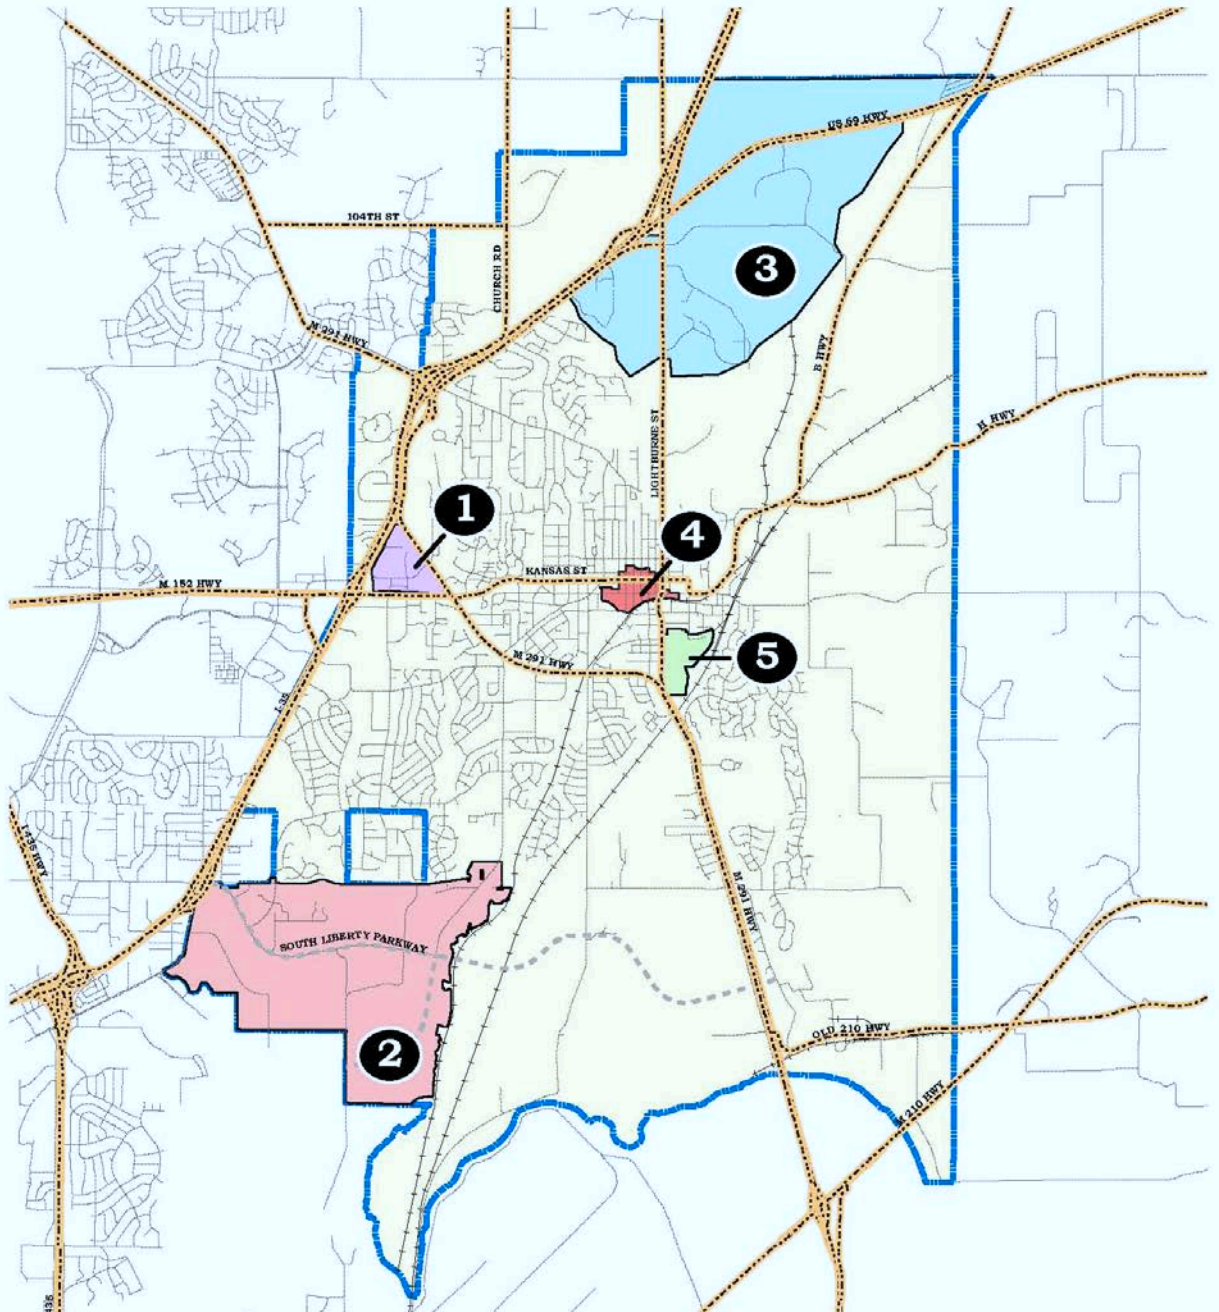 US 69 HWY
104TH ST
CHURCH RD
3
M 291 HWY
B HWY
H HWY
LIGHTBURNE ST
1
4
KANSAS ST
M 152 HWY
5
M 291 HWY
I-35
I-435 HWY
M 291 HWY
SOUTH LIBERTY PARKWAY
OLD 210 HWY
2
M 210 HWY
435